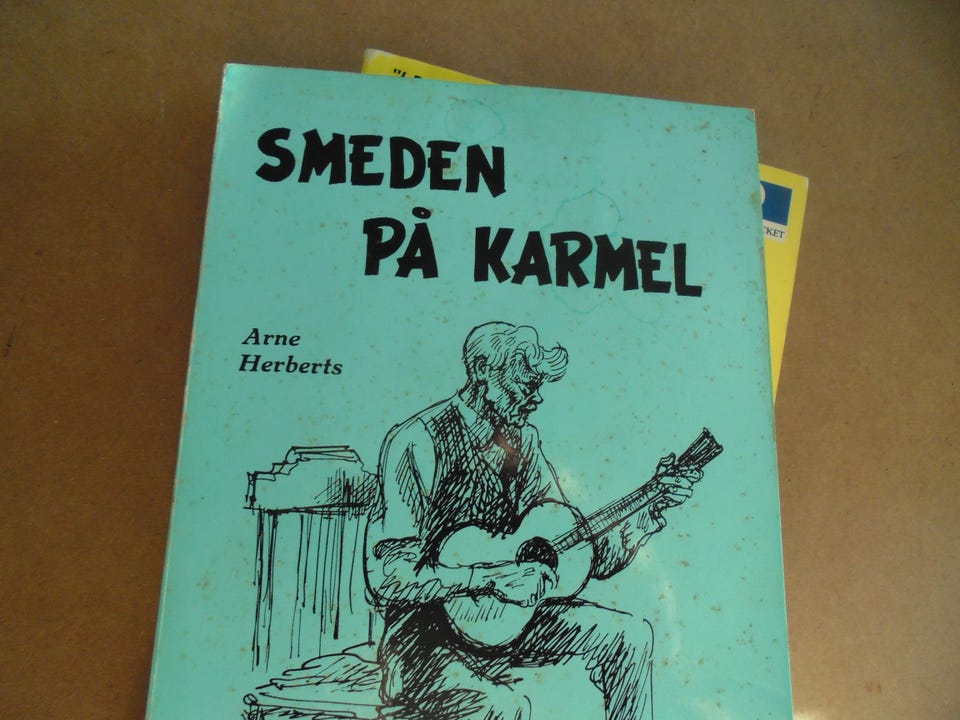 SMEDEN
PÅ KARMEL
Arne
Herberts